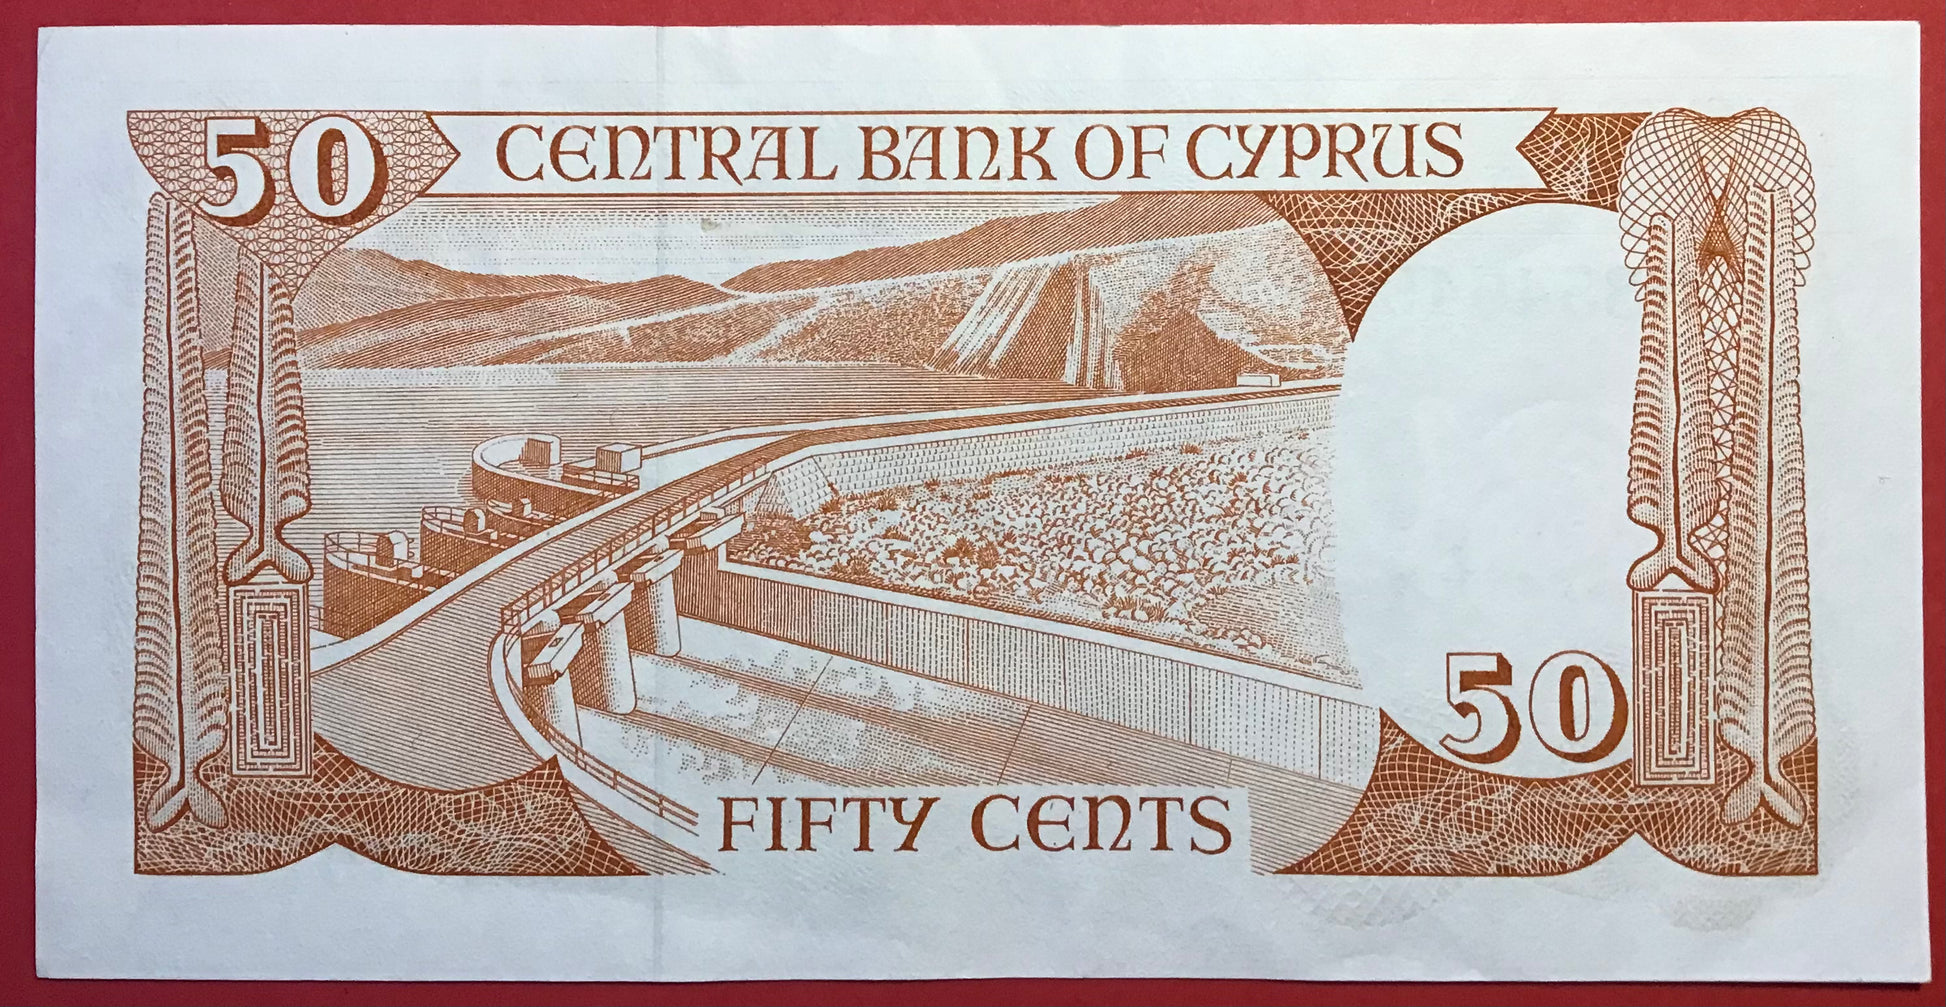 50 CENTRAL BANK OF CYPRUS
50
FIFTY CENTS